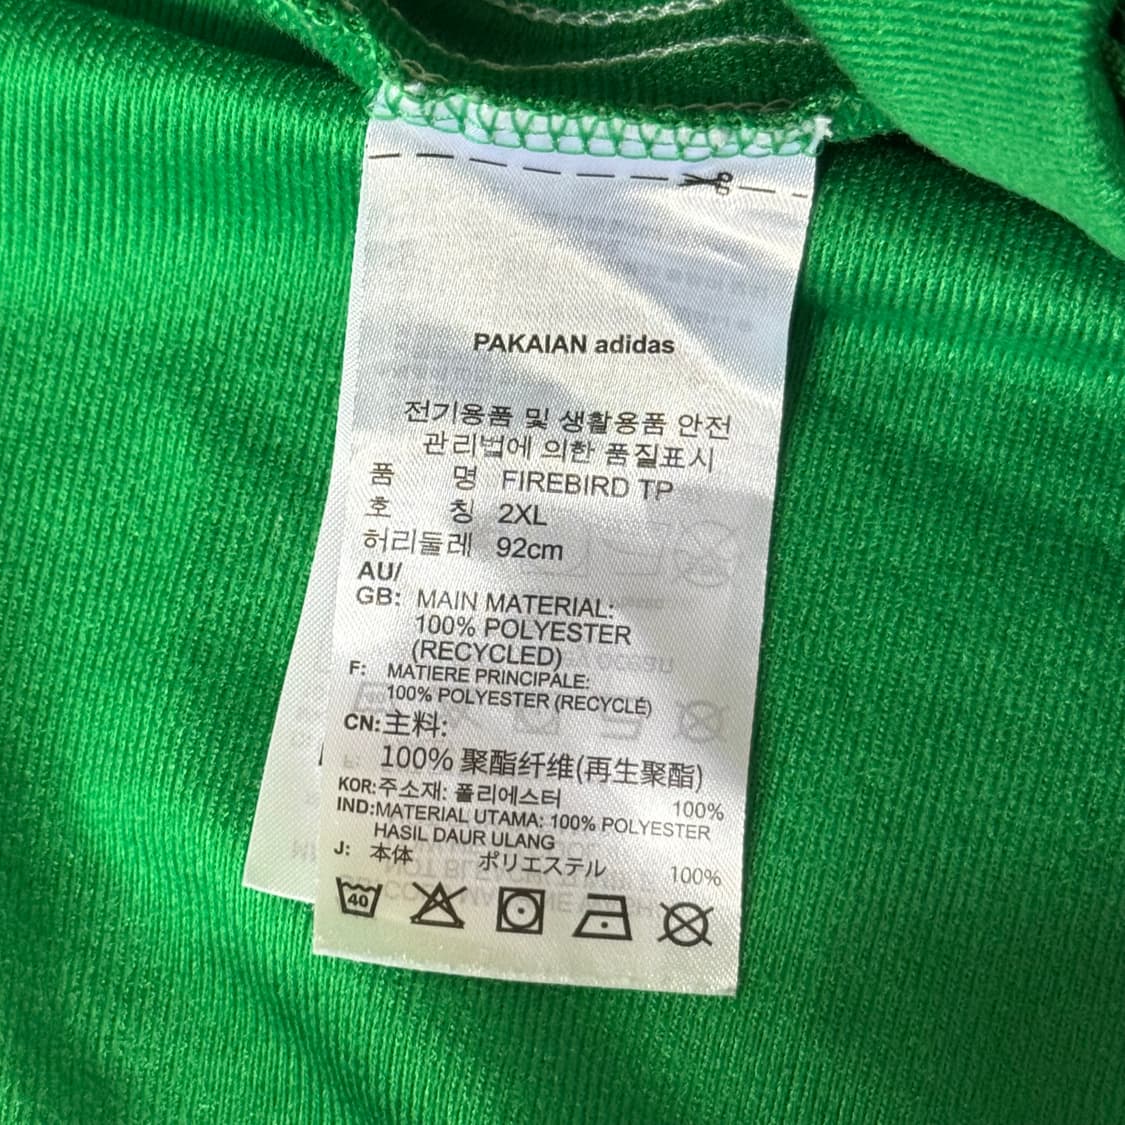 PAKAIAN adidas
전기용품 및 생활용품 안전
관리법에 의한 품질표시
품 명 FIREBIRD TP
호 칭 2XL
허리둘레 92cm
AU/
GB: MAIN MATERIAL:
100% POLYESTER
(RECYCLED)
F: MATIERE PRINCIPALE:
100% POLYESTER (RECYCLÉ)
CN: 主料:
100% 聚酯纤维(再生聚酯)
KOR: 주소재: 폴리에스터 100%
IND: MATERIAL UTAMA: 100% POLYESTER
HASIL DAUR ULANG
J: 本体 ポリエステル 100%
40